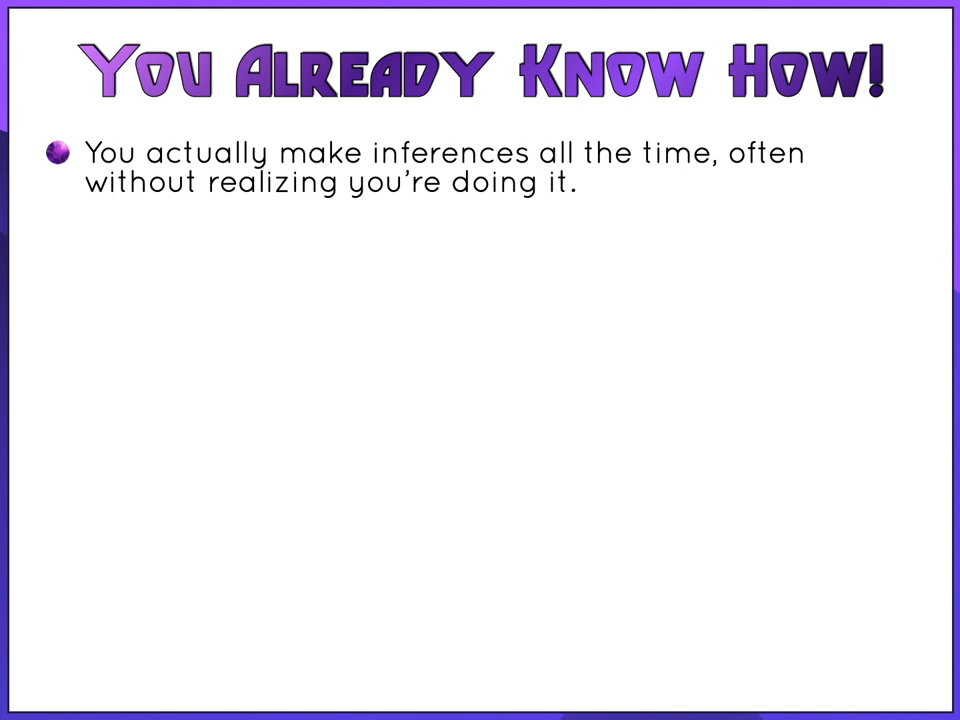 You Already Know How!
You actually make inferences all the time, often
without realizing you’re doing it.